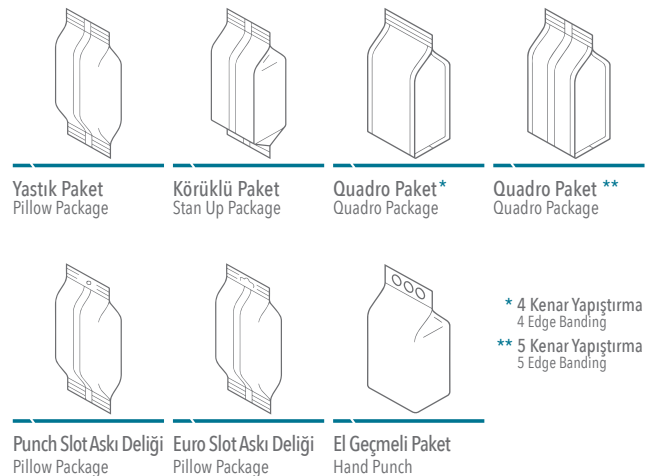 Yastık Paket
Pillow Package
Körüklü Paket
Stan Up Package
Quadro Paket*
Quadro Package
Quadro Paket **
Quadro Package
* 4 Kenar Yapıştırma
4 Edge Banding
** 5 Kenar Yapıştırma
5 Edge Banding
Punch Slot Askı Deliği
Pillow Package
Euro Slot Askı Deliği
Pillow Package
El Geçmeli Paket
Hand Punch